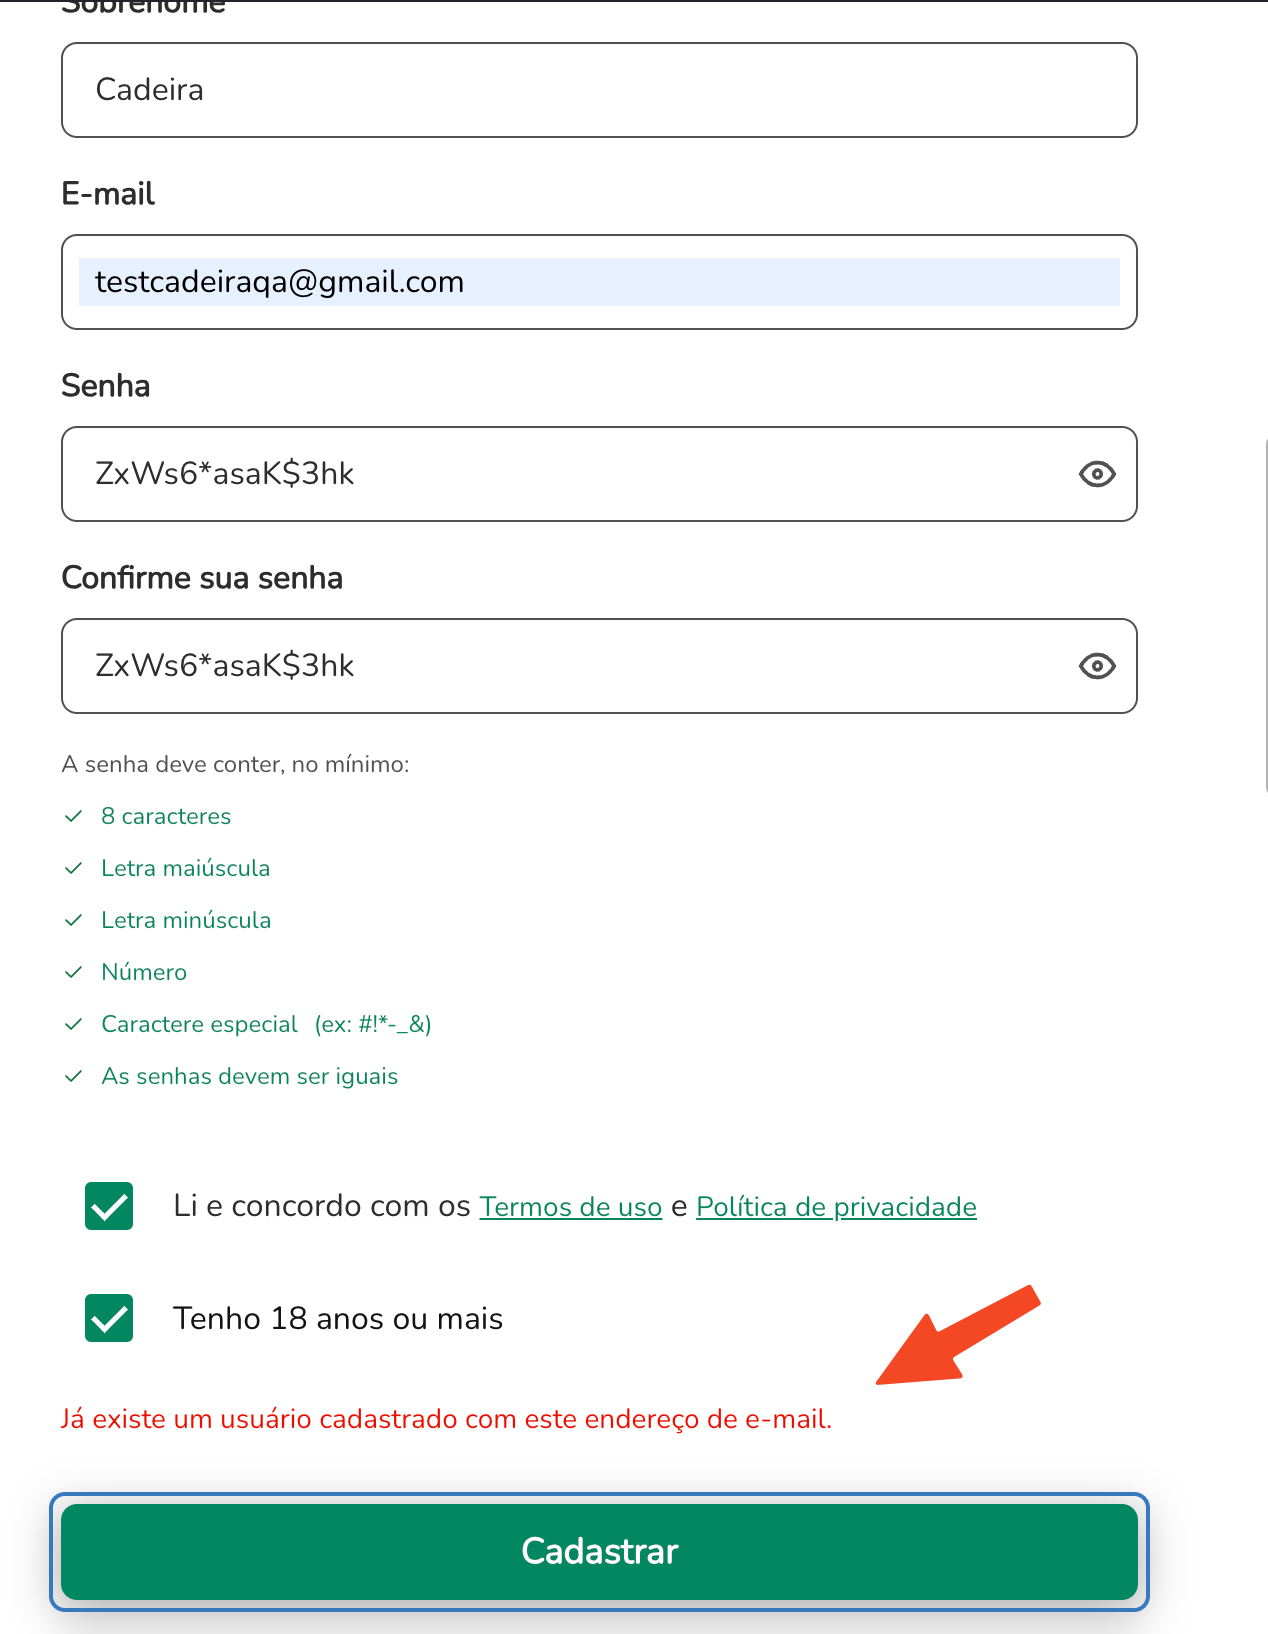 Sobrenome
Cadeira
E-mail
testcadeiraqa@gmail.com
Senha
ZxWs6*asaK$3hk
Confirme sua senha
ZxWs6*asaK$3hk
A senha deve conter, no mínimo:
8 caracteres
Letra maiúscula
Letra minúscula
Número
Caractere especial (ex: #!*-_&)
As senhas devem ser iguais
Li e concordo com os Termos de uso e Política de privacidade
Tenho 18 anos ou mais
Já existe um usuário cadastrado com este endereço de e-mail.
Cadastrar